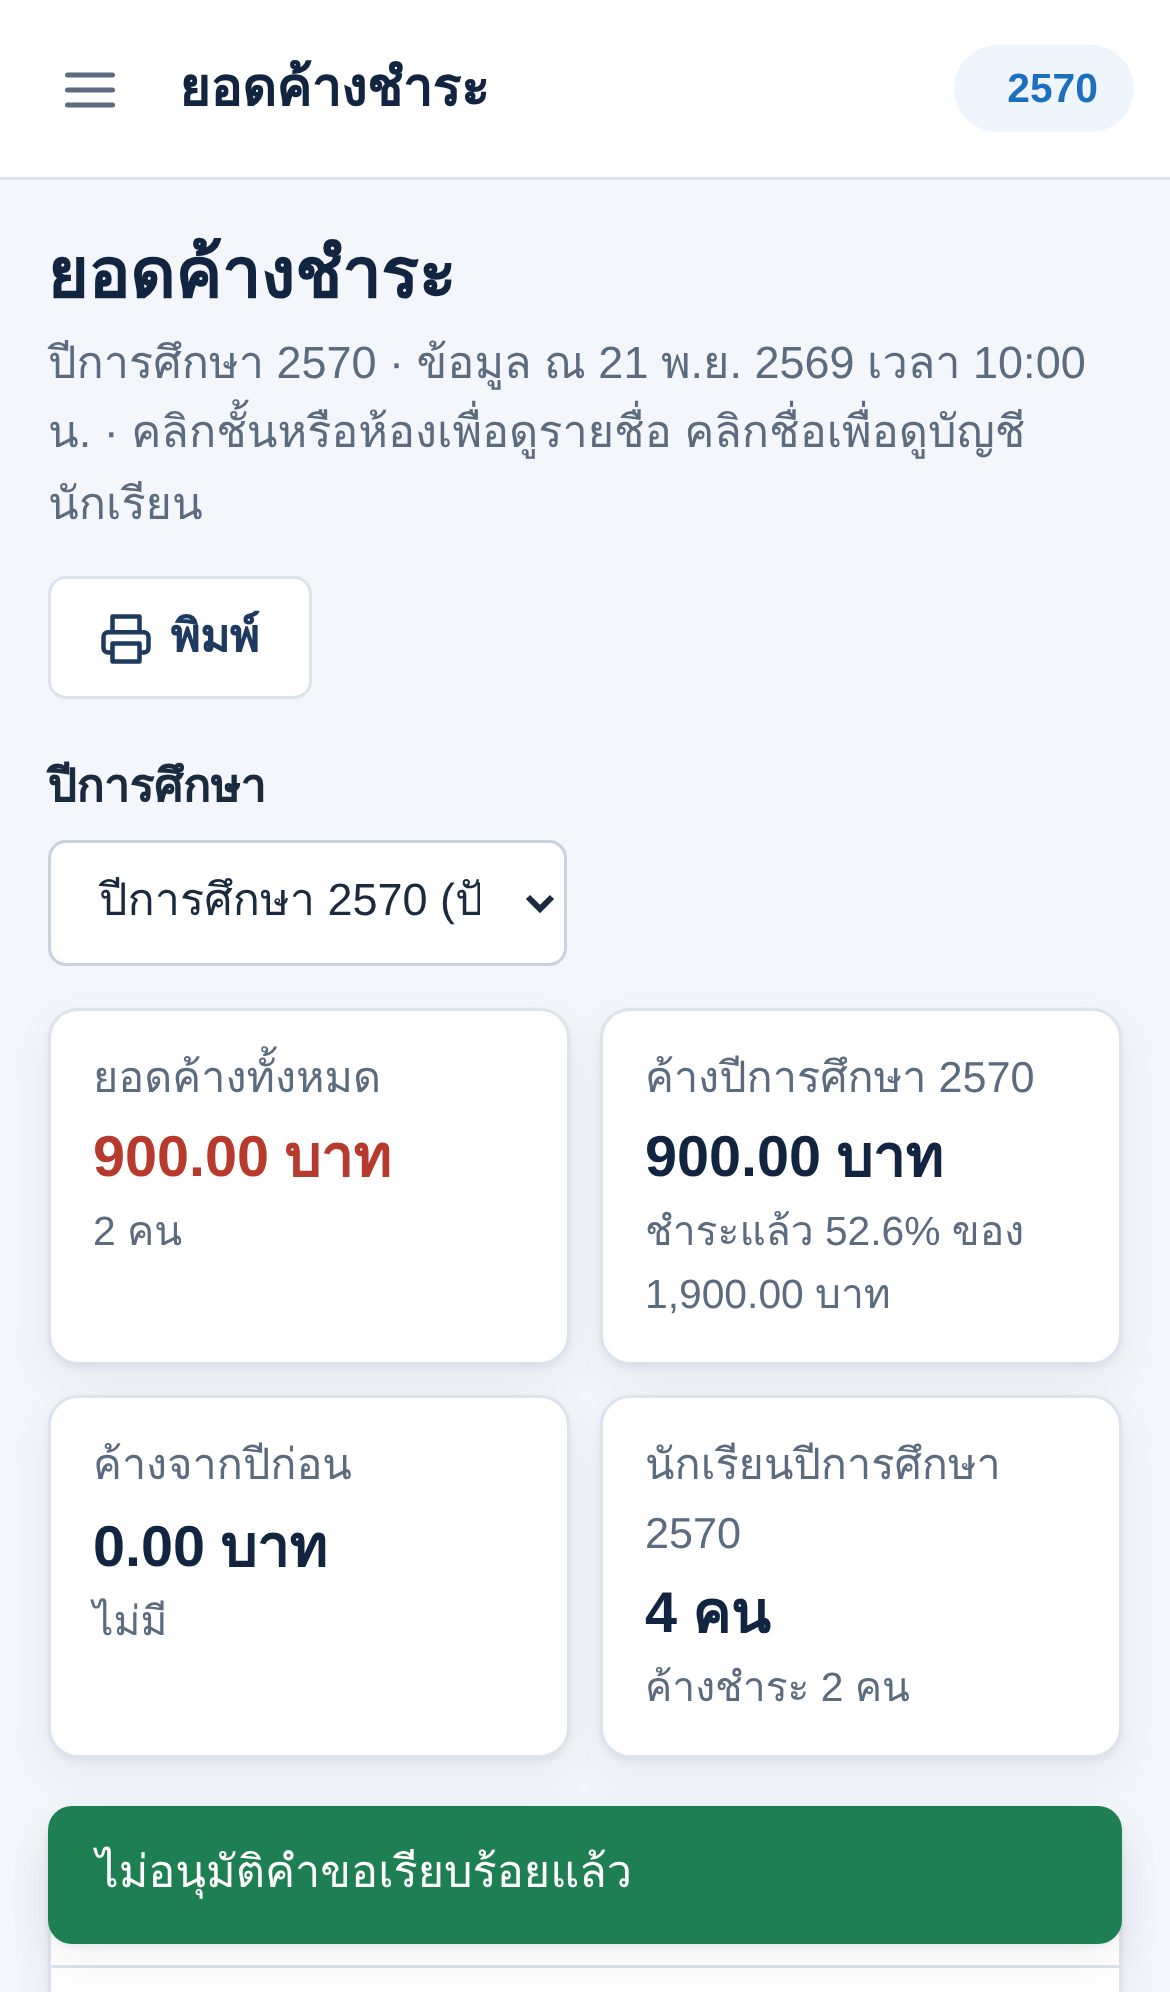 ยอดค้างชำระ
2570
ยอดค้างชำระ
ปีการศึกษา 2570 · ข้อมูล ณ 21 พ.ย. 2569 เวลา 10:00
น. · คลิกชั้นหรือห้องเพื่อดูรายชื่อ คลิกชื่อเพื่อดูบัญชี
นักเรียน
พิมพ์
ปีการศึกษา
ปีการศึกษา 2570 (ปั
ยอดค้างทั้งหมด
900.00 บาท
2 คน
ค้างปีการศึกษา 2570
900.00 บาท
ชำระแล้ว 52.6% ของ
1,900.00 บาท
ค้างจากปีก่อน
0.00 บาท
ไม่มี
นักเรียนปีการศึกษา
2570
4 คน
ค้างชำระ 2 คน
ไม่อนุมัติคำขอเรียบร้อยแล้ว